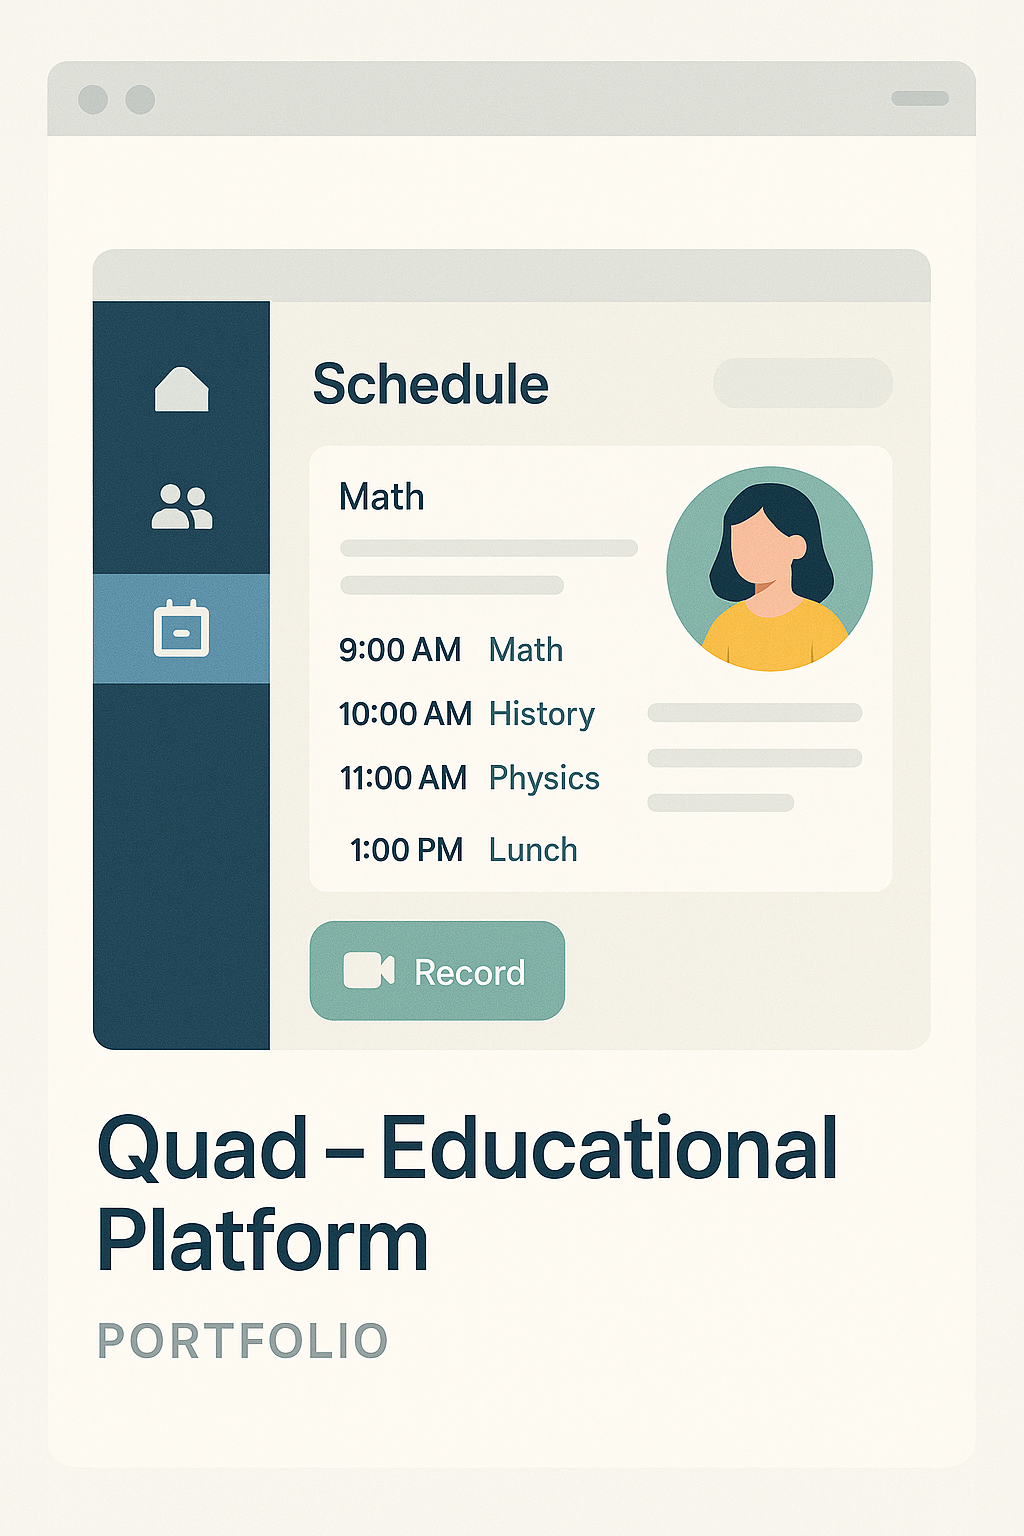 Schedule
Math
9:00 AM Math
10:00 AM History
11:00 AM Physics
1:00 PM Lunch
Record
Quad – Educational
Platform
PORTFOLIO